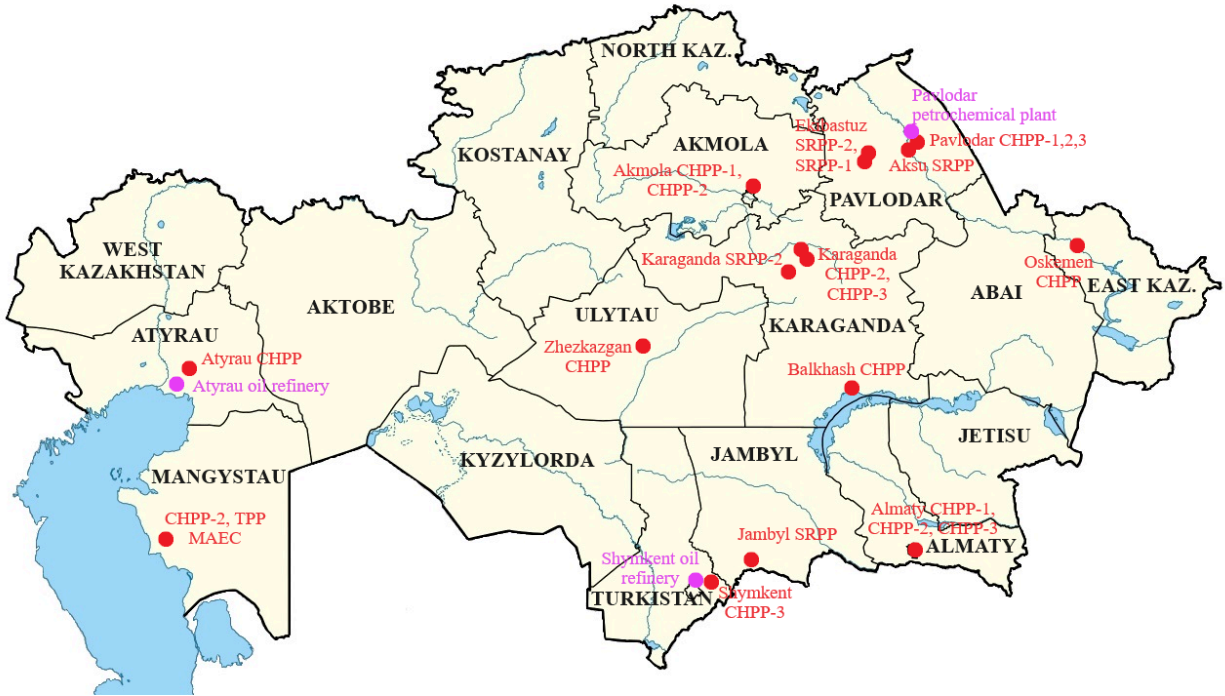 NORTH KAZ.
Pavlodar
petrochemical plant
Ekibastuz
SRPP-2,
SRPP-1
Pavlodar CHPP-1,2,3
Aksu SRPP
AKMOLA
KOSTANAY
Akmola CHPP-1,
CHPP-2
PAVLODAR
WEST
KAZAKHSTAN
Karaganda SRPP-2
Karaganda
CHPP-2,
CHPP-3
Oskemen
CHPP
EAST KAZ.
ABAI
AKTOBE
ULYTAU
KARAGANDA
ATYRAU
Atyrau CHPP
Atyrau oil refinery
Zhezkazgan
CHPP
Balkhash CHPP
JETISU
KYZYLORDA
JAMBYL
MANGYSTAU
CHPP-2, TPP
MAEC
Almaty CHPP-1,
CHPP-2, CHPP-3
ALMATY
Jambyl SRPP
Shymkent oil
refinery
TURKISTAN
Shymkent
CHPP-3